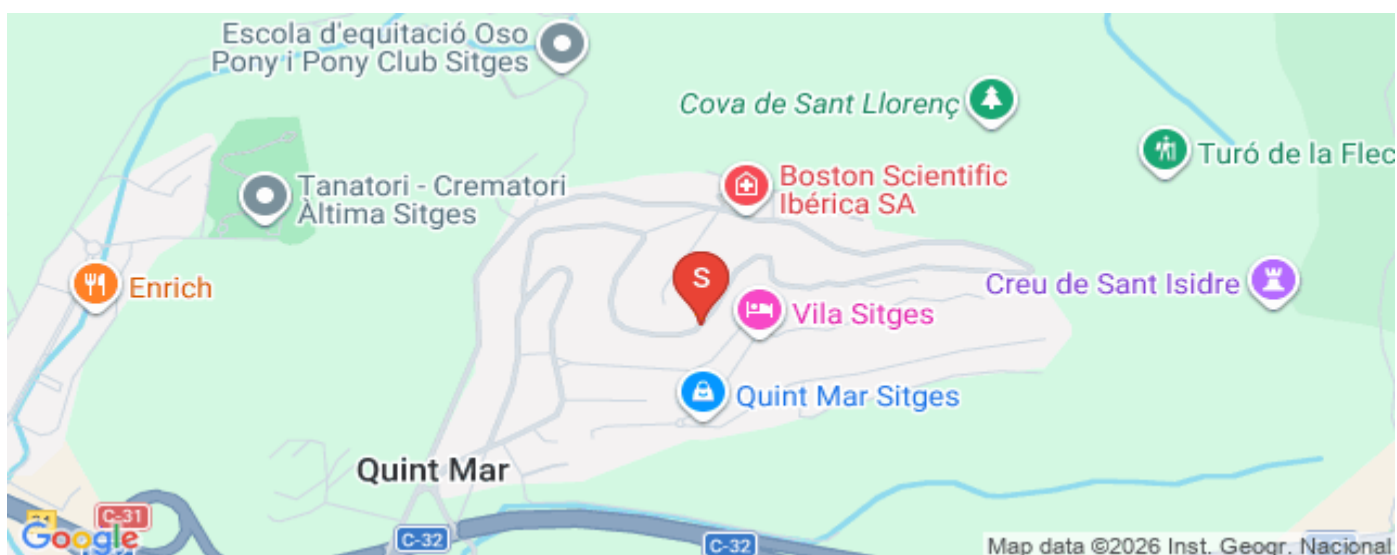 Escola d'equitació Oso
Pony i Pony Club Sitges
Cova de Sant Llorenç
Turó de la Flec
Boston Scientific
Ibérica SA
Tanatori - Crematori
Àltima Sitges
Enrich
S
Creu de Sant Isidre
Vila Sitges
Quint Mar Sitges
Quint Mar
C-31
Google
C-32
C-32
Map data ©2026 Inst. Geogr. Nacional